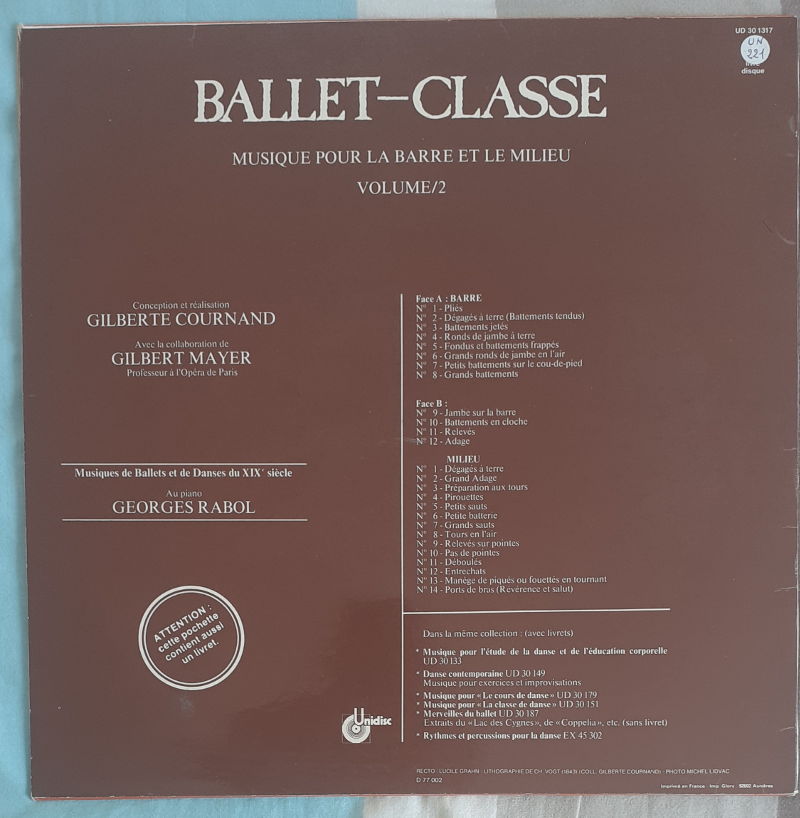 UD 30 1317
UN
221
disque
BALLET–CLASSE
MUSIQUE POUR LA BARRE ET LE MILIEU
VOLUME/2
Conception et réalisation
GILBERTE COURNAND
Avec la collaboration de
GILBERT MAYER
Professeur à l'Opéra de Paris
Musiques de Ballets et de Danses du XIXe siècle
Au piano
GEORGES RABOL
ATTENTION :
cette pochette
contient aussi
un livret.
Unidisc
Face A : BARRE
N° 1 - Pliés
N° 2 - Dégagés à terre (Battements tendus)
N° 3 - Battements jetés
N° 4 - Ronds de jambe à terre
N° 5 - Fondus et battements frappés
N° 6 - Grands ronds de jambe en l'air
N° 7 - Petits battements sur le cou-de-pied
N° 8 - Grands battements
Face B :
N° 9 - Jambe sur la barre
N° 10 - Battements en cloche
N° 11 - Relevés
N° 12 - Adage
MILIEU
N° 1 - Dégagés à terre
N° 2 - Grand Adage
N° 3 - Préparation aux tours
N° 4 - Pirouettes
N° 5 - Petits sauts
N° 6 - Petite batterie
N° 7 - Grands sauts
N° 8 - Tours en l'air
N° 9 - Relevés sur pointes
N° 10 - Pas de pointes
N° 11 - Déboulés
N° 12 - Entrechats
N° 13 - Manège de piqués ou fouettés en tournant
N° 14 - Ports de bras (Révérence et salut)
Dans la même collection : (avec livrets)
* Musique pour l'étude de la danse et de l'éducation corporelle
UD 30 133
* Danse contemporaine UD 30 149
Musique pour exercices et improvisations
* Musique pour «Le cours de danse» UD 30 179
* Musique pour «La classe de danse» UD 30 151
* Merveilles du ballet UD 30 187
Extraits du «Lac des Cygnes», de «Coppelia», etc. (sans livret)
* Rythmes et percussions pour la danse EX 45 302
RECTO : LUCILE GRAHN - LITHOGRAPHIE DE CH. VOGT (1843) (COLL. GILBERTE COURNAND) - PHOTO MICHEL LIDVAC
D 77 002
Imprimé en France - Imp. Glory - 92602 Asnières